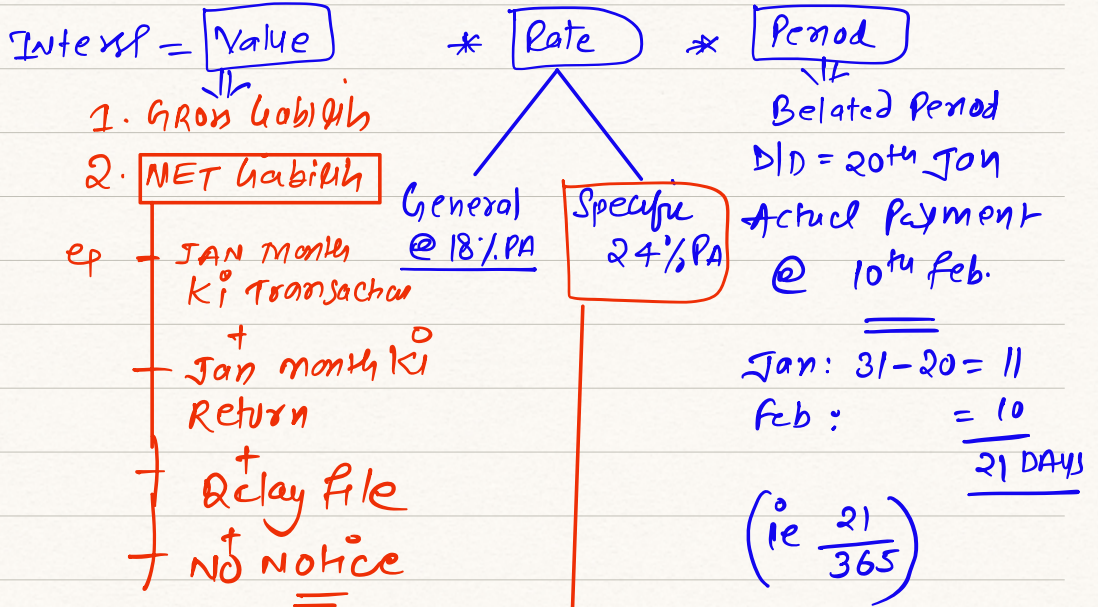 Interest = Value * Rate * Period
1. GROSS Liability
2. NET Liability
eg - JAN Month
Ki Transaction
+
Jan month Ki
Return
+
Delay file
+
No Notice
General
@ 18% PA
Specific
24% PA
Belated Period
D/D = 20th Jan
Actual Payment
@ 10th feb.
Jan: 31-20 = 11
Feb : = 10
21 DAYS
(ie 21/365)